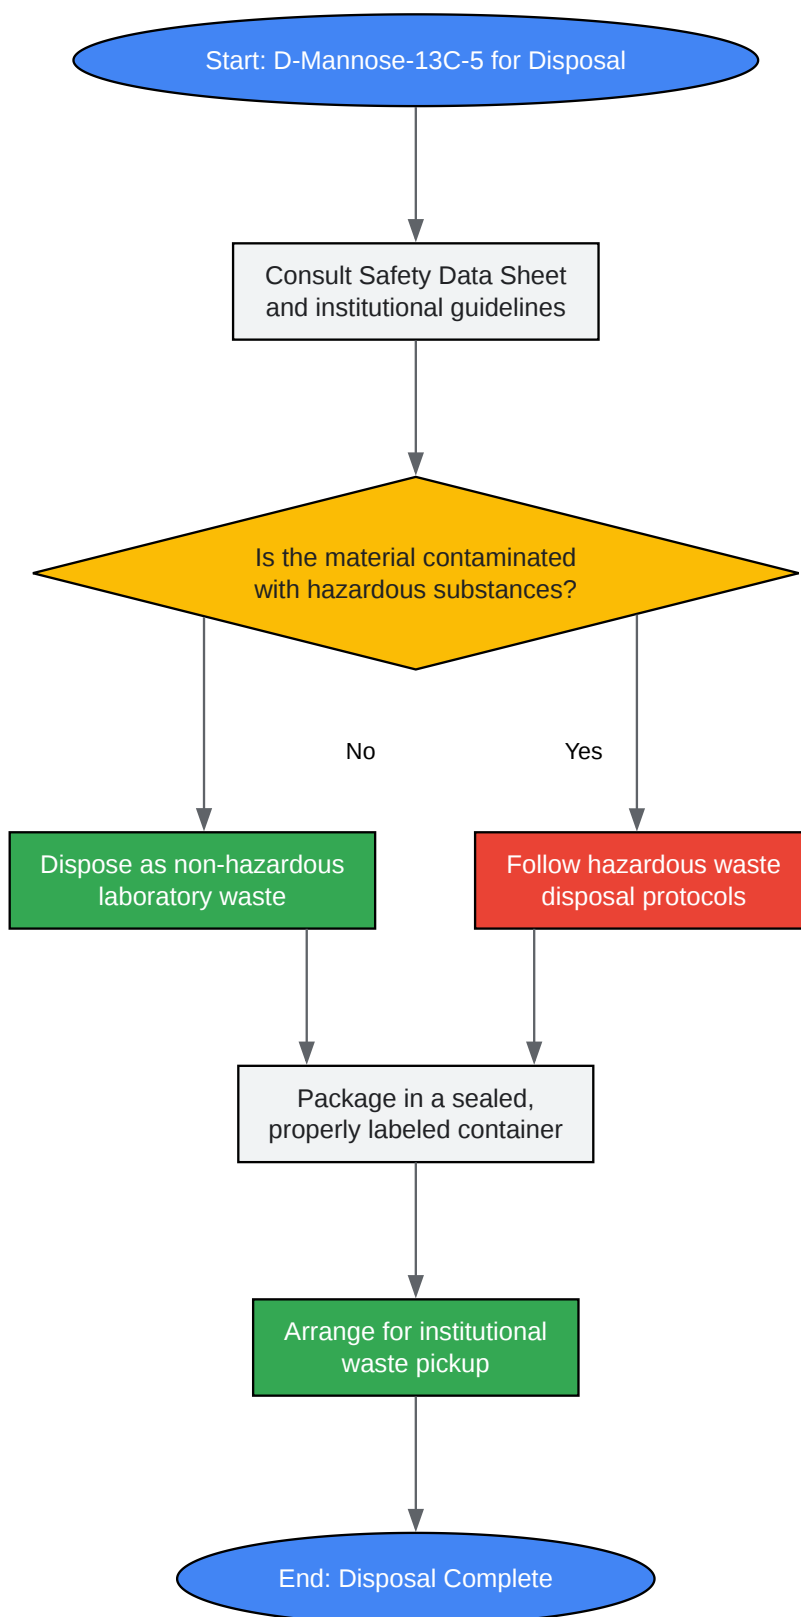 Start: D-Mannose-13C-5 for Disposal
Consult Safety Data Sheet
and institutional guidelines
Is the material contaminated
with hazardous substances?
No
Yes
Dispose as non-hazardous
laboratory waste
Follow hazardous waste
disposal protocols
Package in a sealed,
properly labeled container
Arrange for institutional
waste pickup
End: Disposal Complete